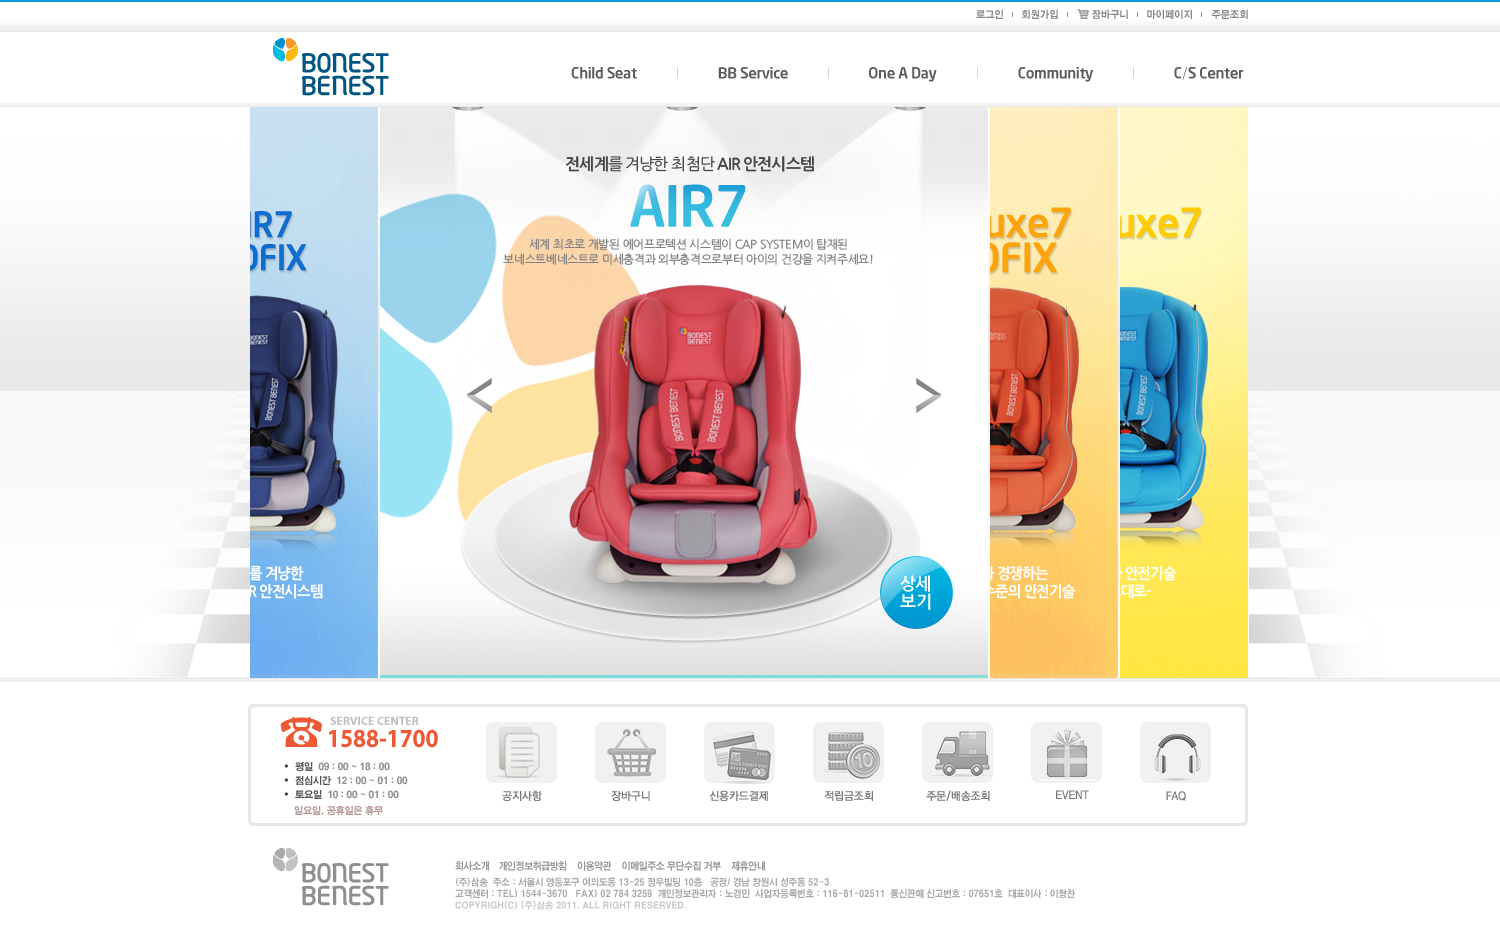 로그인 회원가입 장바구니 마이페이지 주문조회
BONEST
BENEST
Child Seat BB Service One A Day Community C/S Center
전세계를 겨냥한 최첨단 AIR 안전시스템
AIR7
세계 최초로 개발된 에어프로텍션 시스템이 CAP SYSTEM이 탑재된
보네스트베네스트로 미세충격과 외부충격으로부터 아이의 건강을 지켜주세요!
IR7
OFIX
를 겨냥한
R 안전시스템
BONEST
BENEST
BONEST BENEST
BONEST BENEST
상세
보기
uxe7
OFIX
경쟁하는
수준의 안전기술
uxe7
안전기술
대로-
SERVICE CENTER
1588-1700
• 평일 09 : 00 ~ 18 : 00
• 점심시간 12 : 00 ~ 01 : 00
• 토요일 10 : 00 ~ 01 : 00
일요일, 공휴일은 휴무
공지사항 장바구니 신용카드결제 적립금조회 주문/배송조회 EVENT FAQ
10
BONEST
BENEST
회사소개 개인정보취급방침 이용약관 이메일주소 무단수집 거부 제휴안내
(주)삼송 주소 : 서울시 영등포구 여의도동 13-25 정우빌딩 10층 공장/ 경남 창원시 성주동 52-3
고객센터 : TEL) 1544-3670 FAX) 02 784 3259 개인정보관리자 : 노경민 사업자등록번호 : 116-81-02511 통신판매 신고번호 : 07651호 대표이사 : 이형찬
COPYRIGH(C) (주)삼송 2011. ALL RIGHT RESERVED.